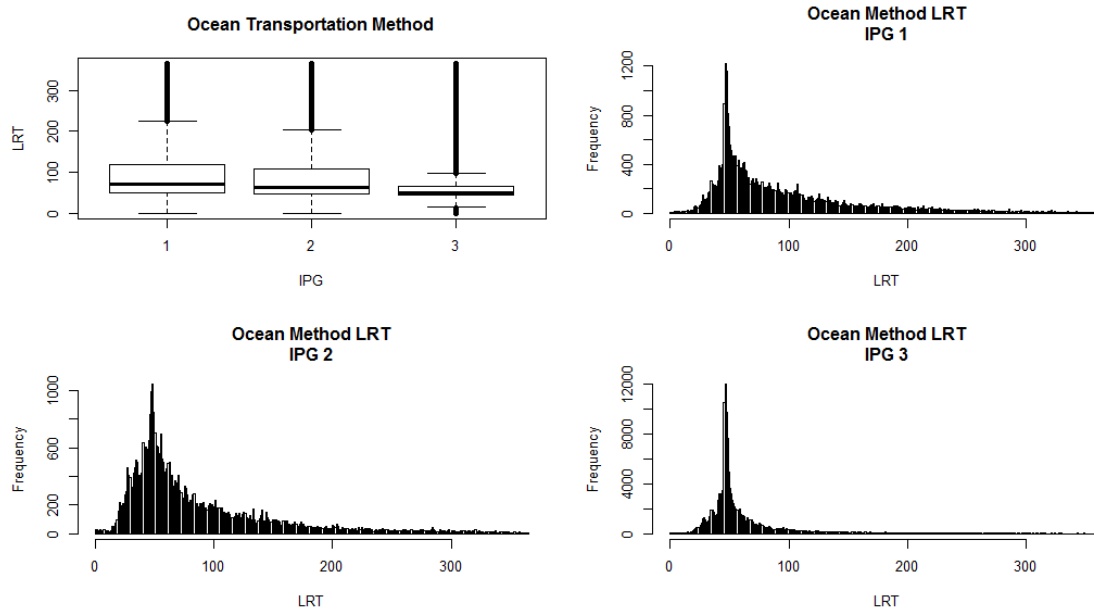 Ocean Transportation Method
LRT
300
200
100
0
1 2 3
IPG
Ocean Method LRT
IPG 1
Frequency
1200
800
400
0
0 100 200 300
LRT
Ocean Method LRT
IPG 2
Frequency
1000
600
200
0
0 100 200 300
LRT
Ocean Method LRT
IPG 3
Frequency
12000
8000
4000
0
0 100 200 300
LRT